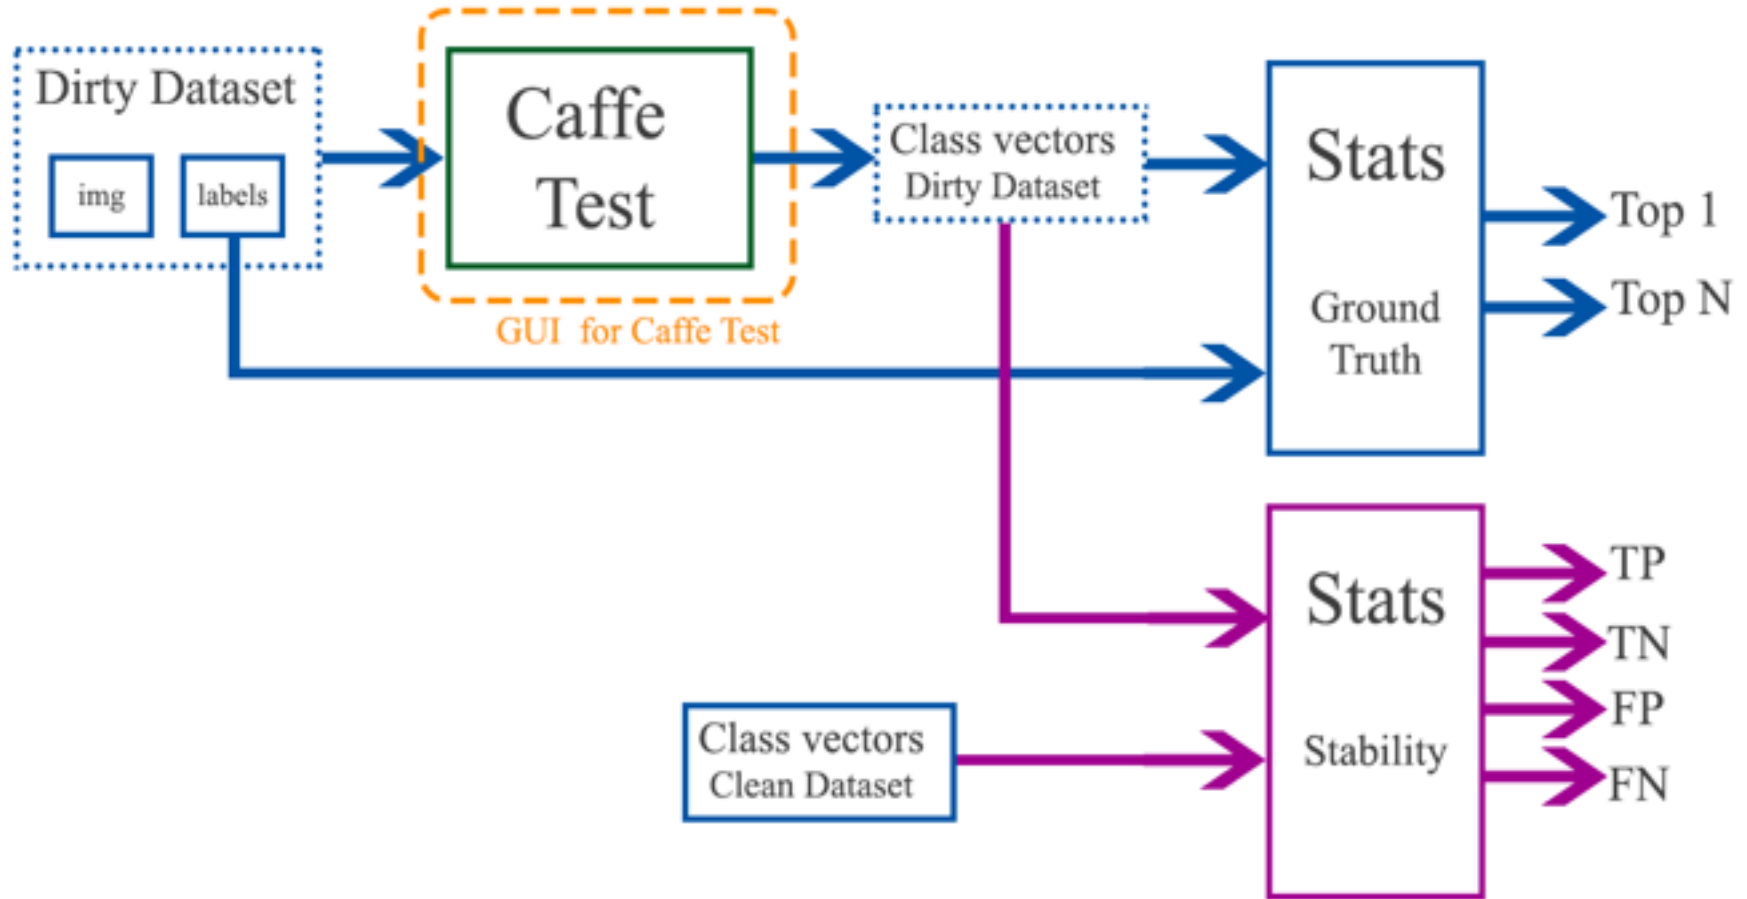 Dirty Dataset
img
labels
Caffe
Test
GUI for Caffe Test
Class vectors
Dirty Dataset
Stats
Ground
Truth
Top 1
Top N
Class vectors
Clean Dataset
Stats
Stability
TP
TN
FP
FN